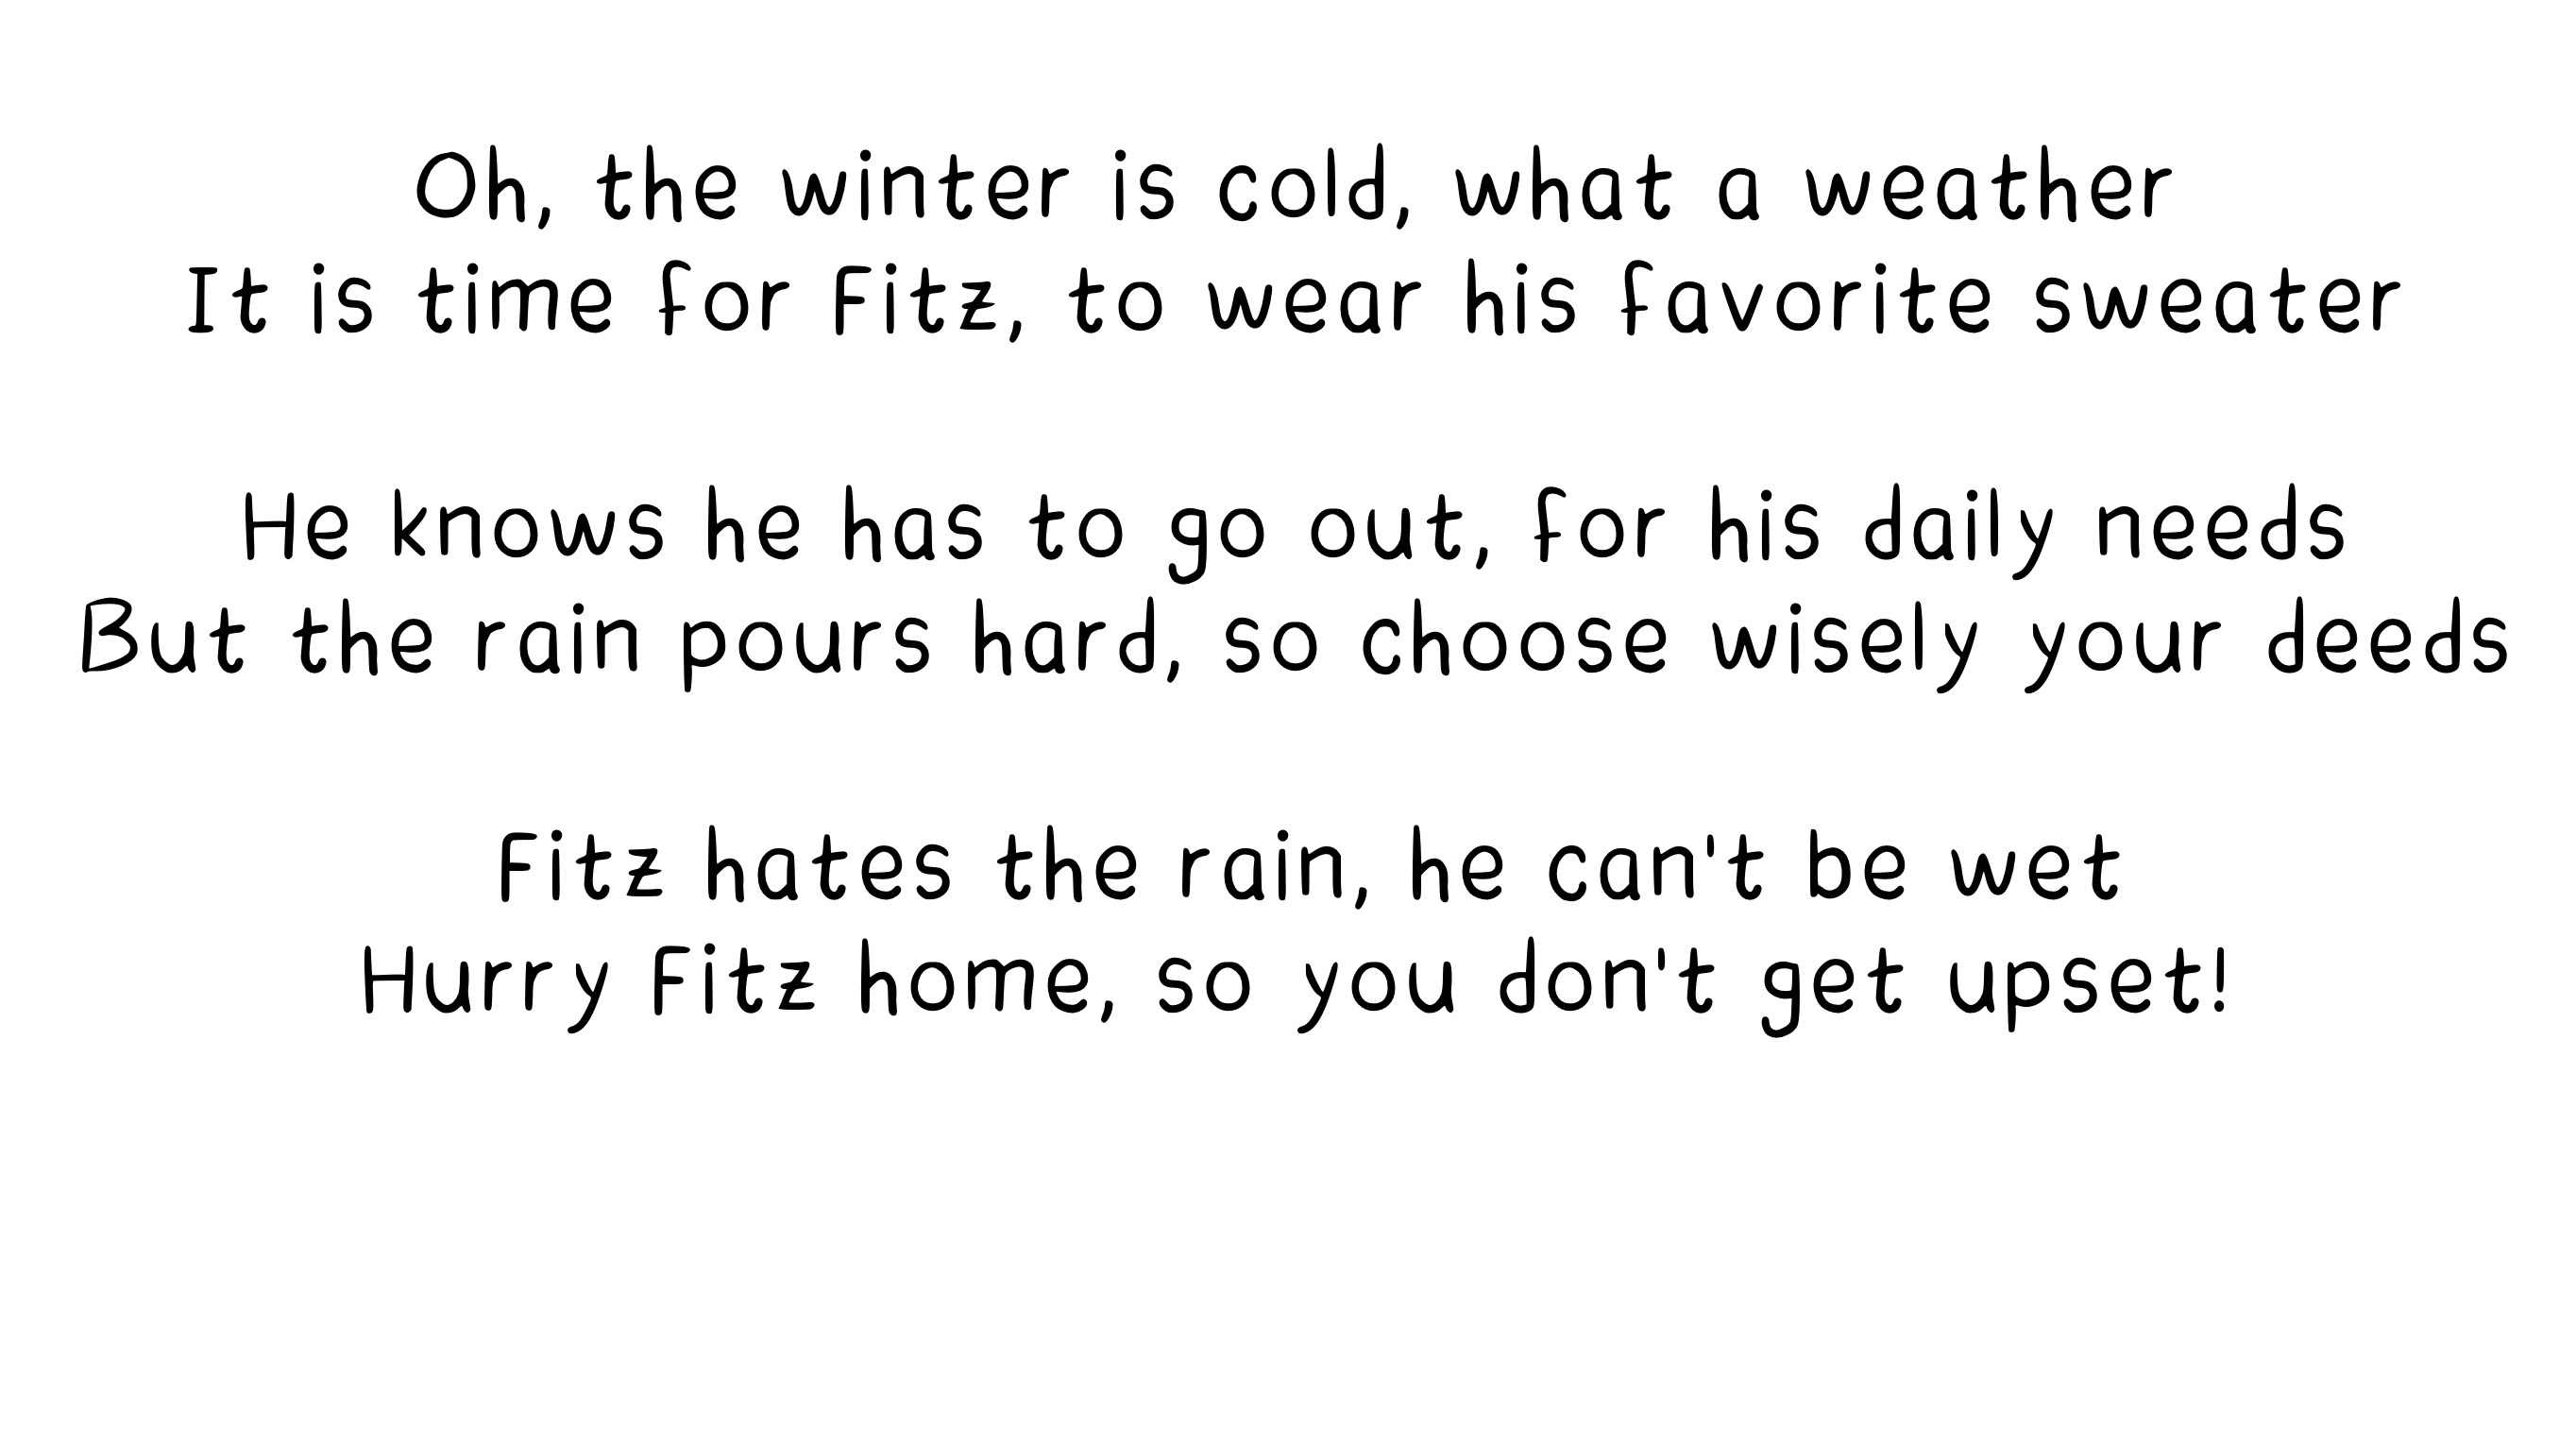 Oh, the winter is cold, what a weather
It is time for Fitz, to wear his favorite sweater
He knows he has to go out, for his daily needs
But the rain pours hard, so choose wisely your deeds
Fitz hates the rain, he can't be wet
Hurry Fitz home, so you don't get upset!